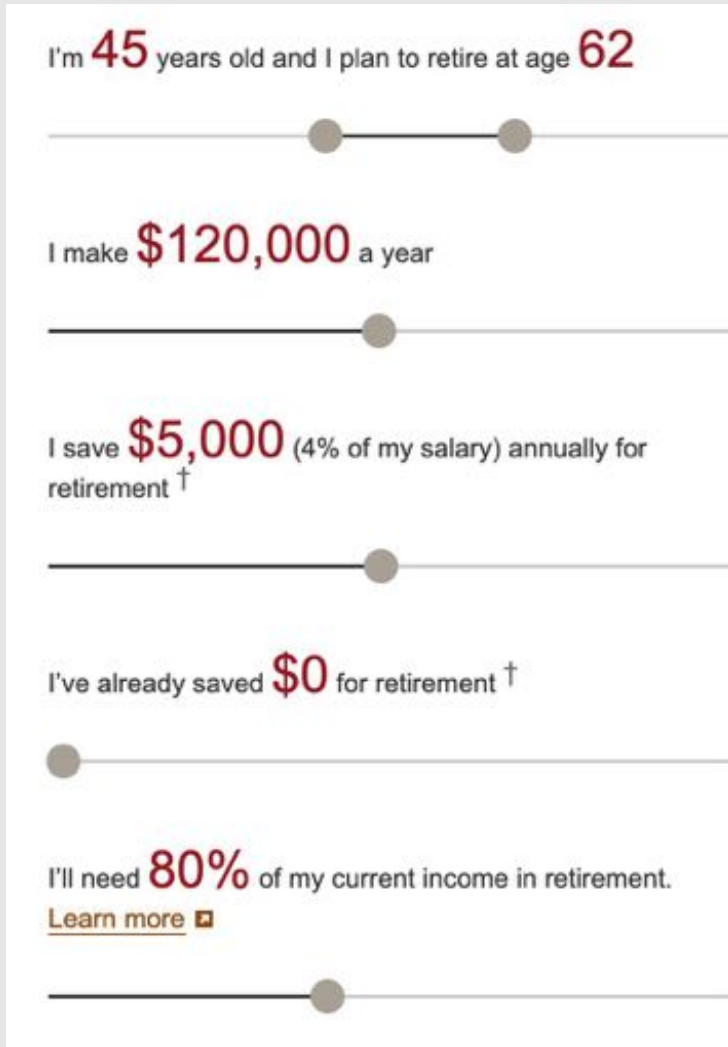 I'm 45 years old and I plan to retire at age 62
I make $120,000 a year
I save $5,000 (4% of my salary) annually for
retirement †
I've already saved $0 for retirement †
I'll need 80% of my current income in retirement.
Learn more